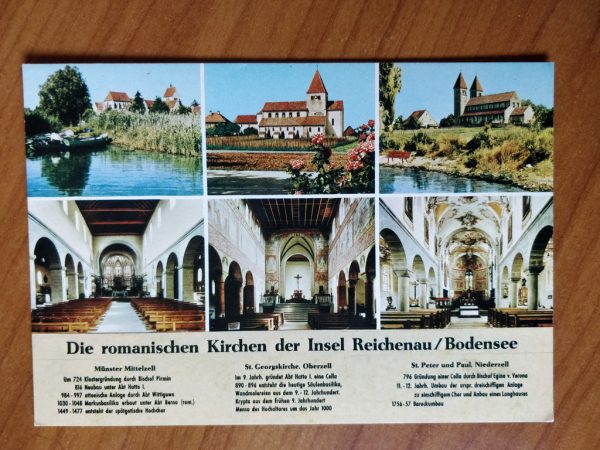 Die romanischen Kirchen der Insel Reichenau/Bodensee
Münster Mittelzell
Um 724 Klostergründung durch Bischof Pirmin
816 Neubau unter Abt Hatto I.
984 - 997 ottonische Anlage durch Abt Wittigowo
1030 - 1048 Markusbasilika erbaut unter Abt Berno (rom.)
1449 - 1477 entsteht der spätgotische Hochchor
St. Georgskirche, Oberzell
Im 9. Jahrh. gründet Abt Hatto I. eine Cella
890 - 896 entsteht die heutige Säulenbasilika,
Wandmalereien aus dem 9. - 12. Jahrhundert.
Krypta aus dem frühen 9. Jahrhundert
Mensa des Hochaltares um das Jahr 1000
St. Peter und Paul, Niederzell
796 Gründung einer Cella durch Bischof Egino v. Verona
11. - 12. Jahrh. Umbau der urspr. dreischiffigen Anlage
zu einschiffigem Chor und Anbau eines Langhauses
1756 - 57 Barockumbau